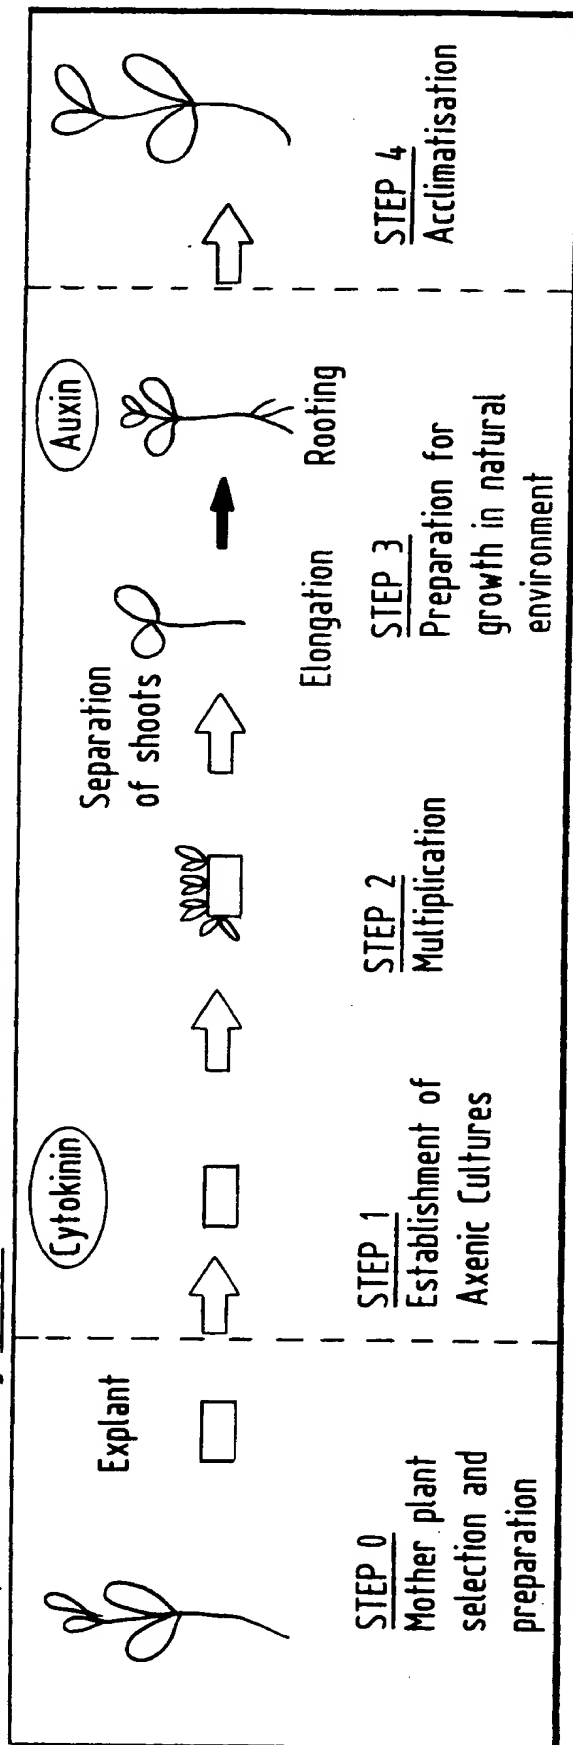 Explant
STEP 0
Mother plant
selection and
preparation
Cytokinin
STEP 1
Establishment of
Axenic Cultures
STEP 2
Multiplication
Separation
of shoots
Elongation
Auxin
Rooting
STEP 3
Preparation for
growth in natural
environment
STEP 4
Acclimatisation